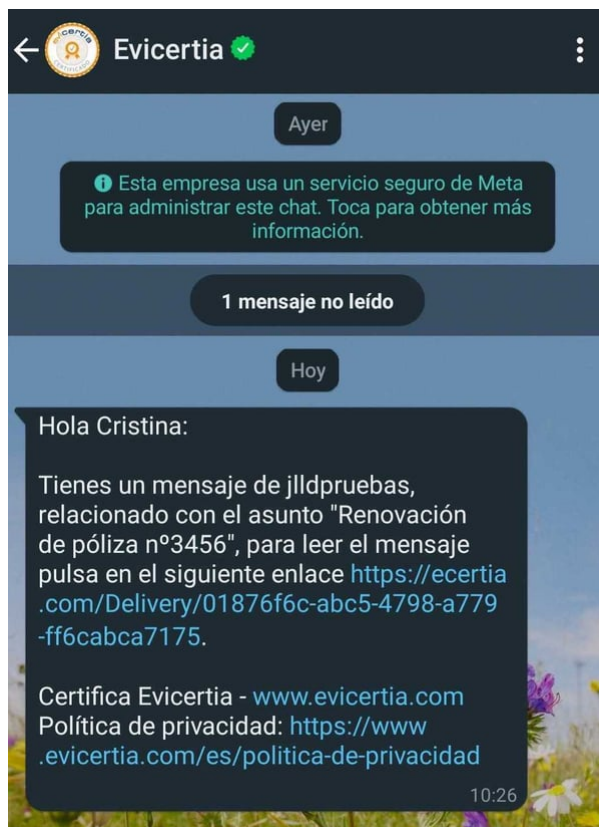 Evicertia
Ayer
Esta empresa usa un servicio seguro de Meta
para administrar este chat. Toca para obtener más
información.
1 mensaje no leído
Hoy
Hola Cristina:
Tienes un mensaje de jlldpruebas,
relacionado con el asunto "Renovación
de póliza nº3456", para leer el mensaje
pulsa en el siguiente enlace https://ecertia
.com/Delivery/01876f6c-abc5-4798-a779
-ff6cabca7175.
Certifica Evicertia - www.evicertia.com
Política de privacidad: https://www
.evicertia.com/es/politica-de-privacidad
10:26